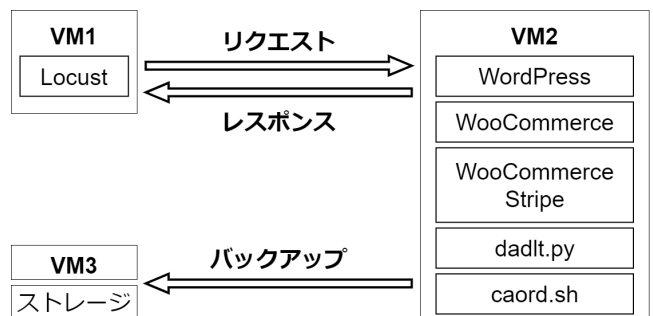 VM1
Locust
リクエスト
レスポンス
VM2
WordPress
WooCommerce
WooCommerce
Stripe
dadlt.py
caord.sh
バックアップ
VM3
ストレージ